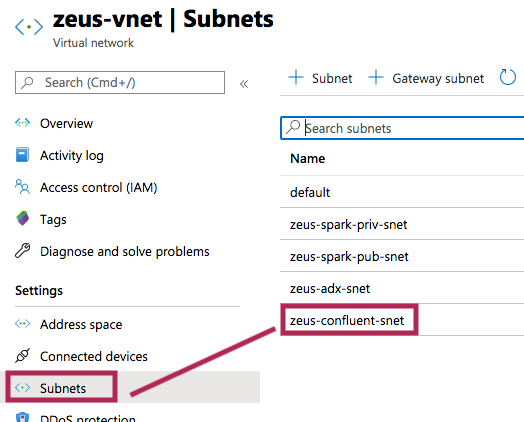 zeus-vnet | Subnets
Virtual network
Search (Cmd+/)
«
Overview
Activity log
Access control (IAM)
Tags
Diagnose and solve problems
Settings
Address space
Connected devices
Subnets
DDoS protection
+ Subnet
+ Gateway subnet
Search subnets
Name
default
zeus-spark-priv-snet
zeus-spark-pub-snet
zeus-adx-snet
zeus-confluent-snet